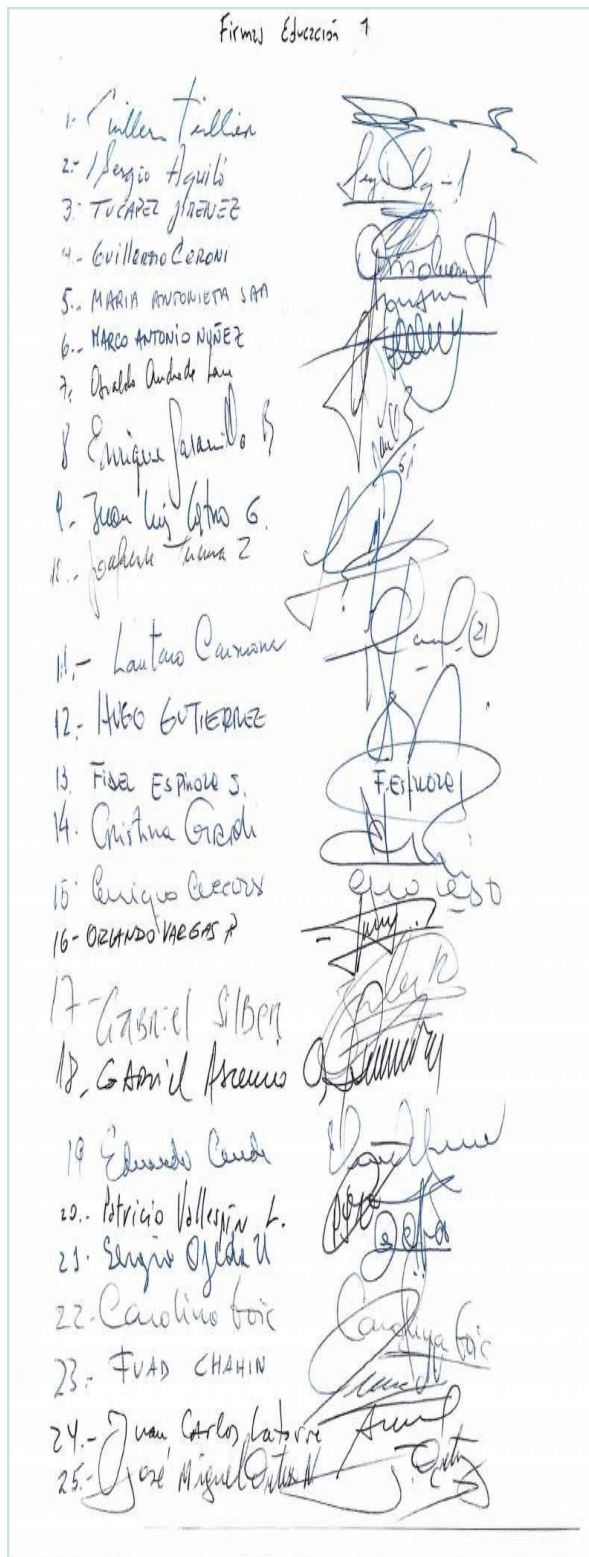 Firmas Educación 1
1- Guillermo Teillier
2.- Sergio Aguiló
3- TUCAPEL JIMENEZ
4.- Guillermo CERONI
5.. MARIA ANTONIETA SAA
6.. MARCO ANTONIO NUÑEZ
7. Osvaldo Andrade Lara
8 Enrique Jaramillo B
9.- Juan Luis Castro G.
10.- Joaquín Tuma Z
11.- Lautaro Carmona
21
12.- HUGO GUTIERREZ
13. FIDEL ESPINOZA S. F. ESPINOZA
14. Cristina Girardi
15 Enrique Accorsi
16- ORLANDO VARGAS P
17- GABRIEL SILBER
18. GABRIEL Ascencio
19 Eduardo Cerda
20.. Patricio Vallespín L.
21. Sergio Ojeda U
22- Carolina Goic Carolina Goic
23.- FUAD CHAHIN
24.- Juan Carlos Latorre
25.- José Miguel Ortiz N J. Ortiz